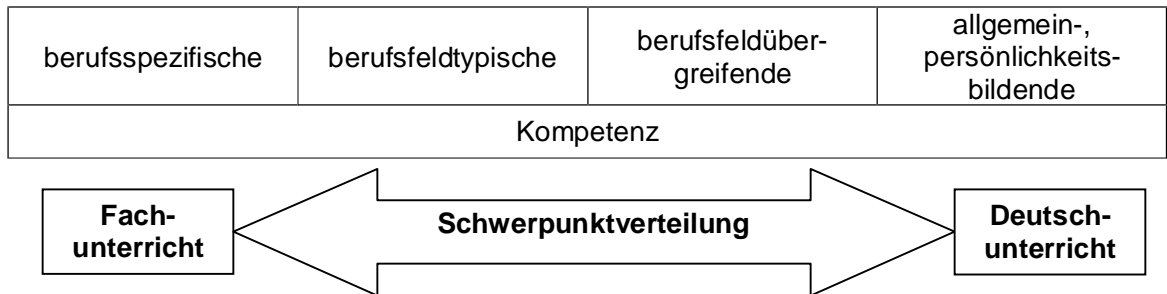 berufsspezifische
berufsfeldtypische
berufsfeldüber-
greifende
allgemein-,
persönlichkeits-
bildende
Kompetenz
Fach-
unterricht
Schwerpunktverteilung
Deutsch-
unterricht